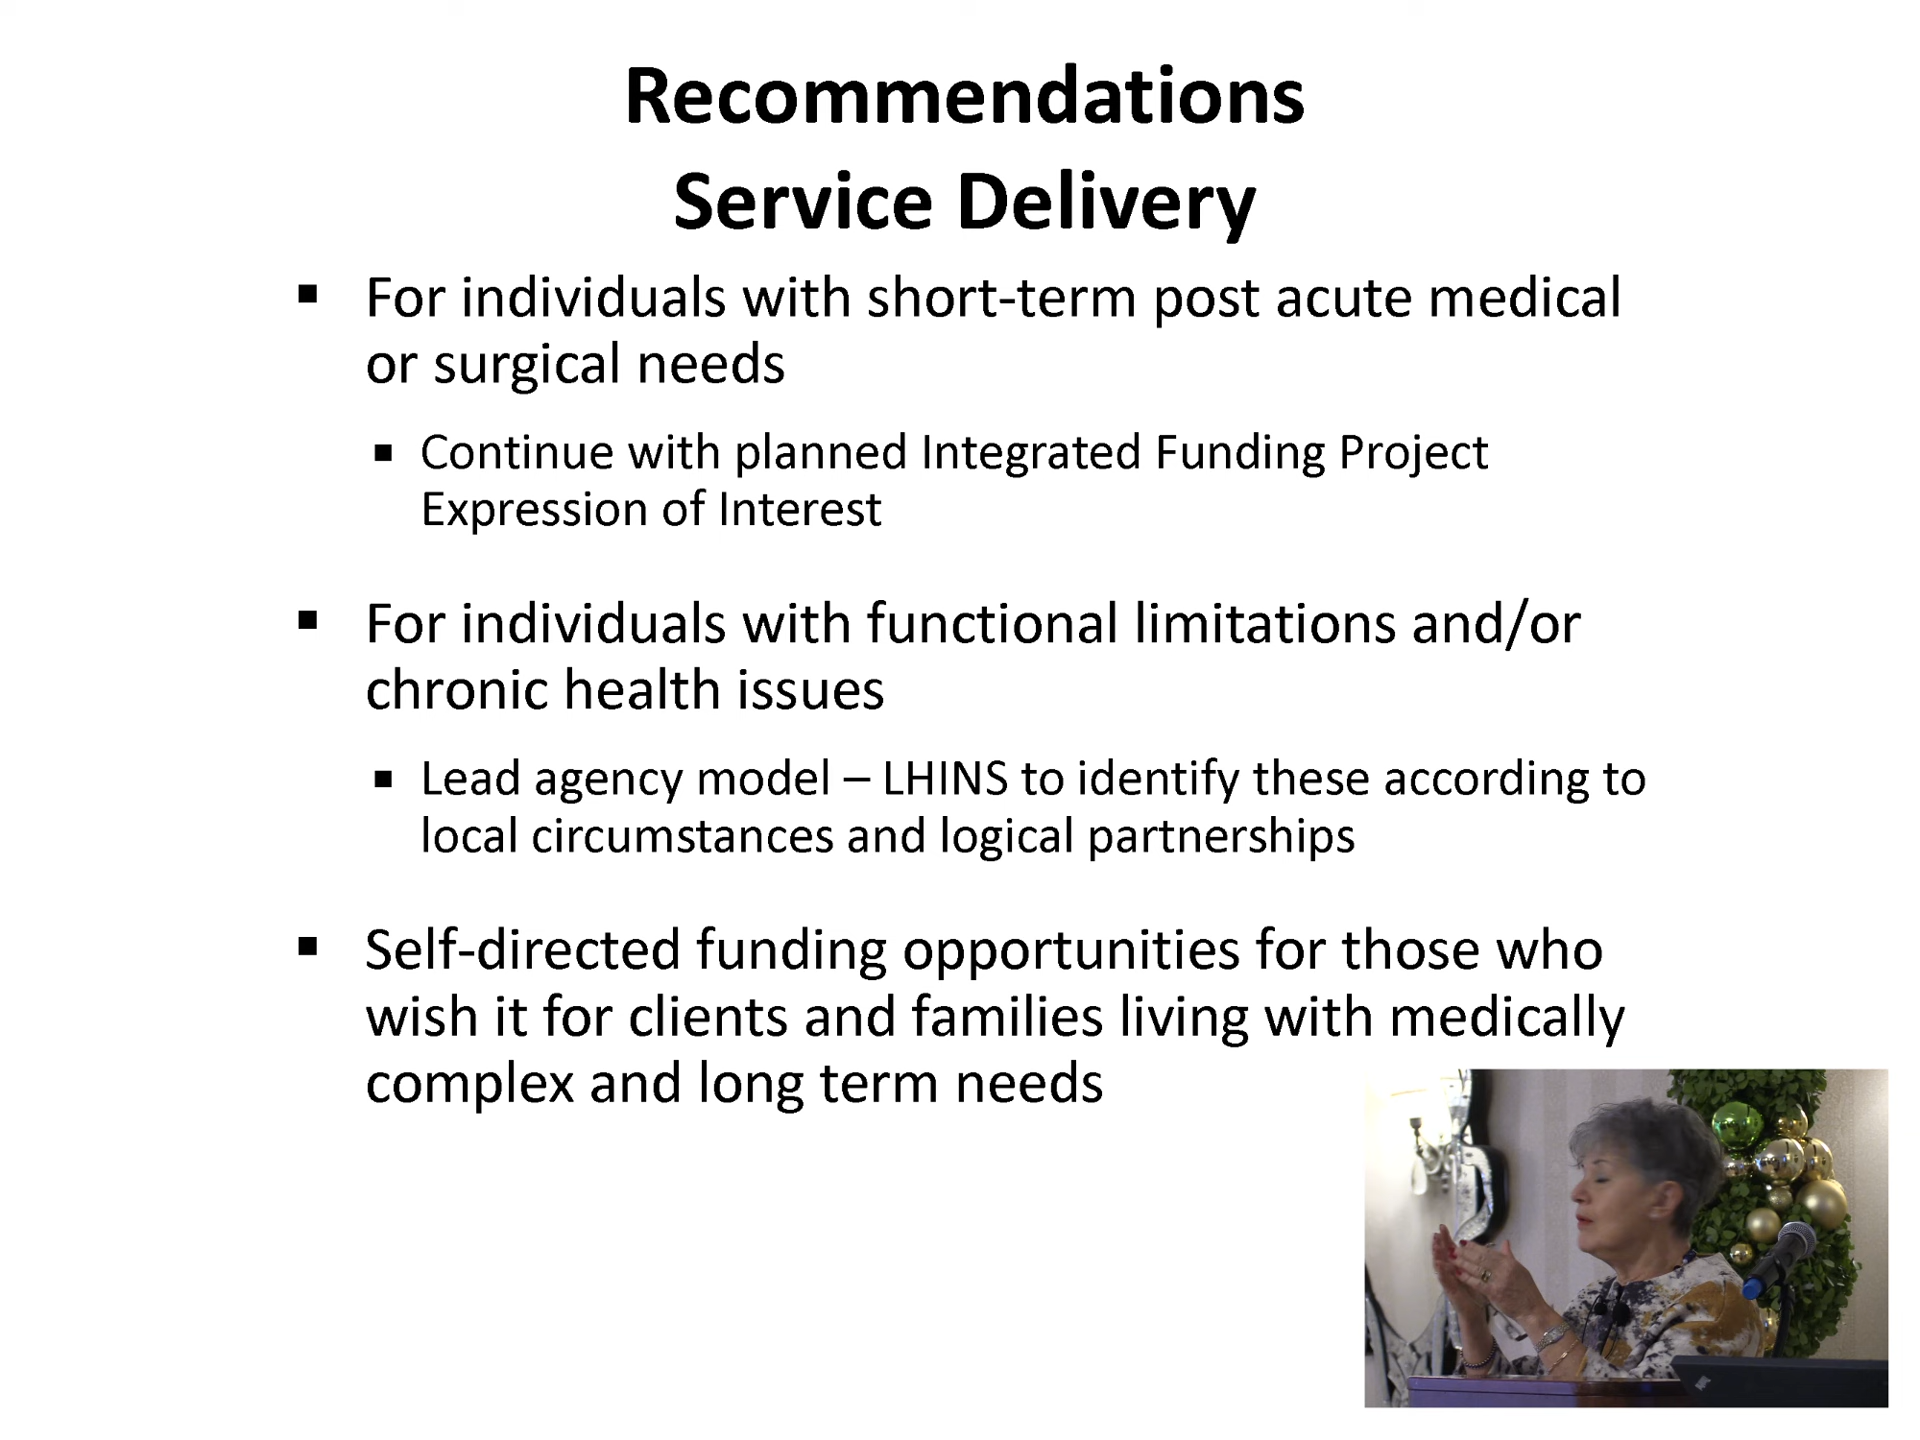 Recommendations
Service Delivery
▪ For individuals with short-term post acute medical
or surgical needs
▪ Continue with planned Integrated Funding Project
Expression of Interest
▪ For individuals with functional limitations and/or
chronic health issues
▪ Lead agency model – LHINS to identify these according to
local circumstances and logical partnerships
▪ Self-directed funding opportunities for those who
wish it for clients and families living with medically
complex and long term needs